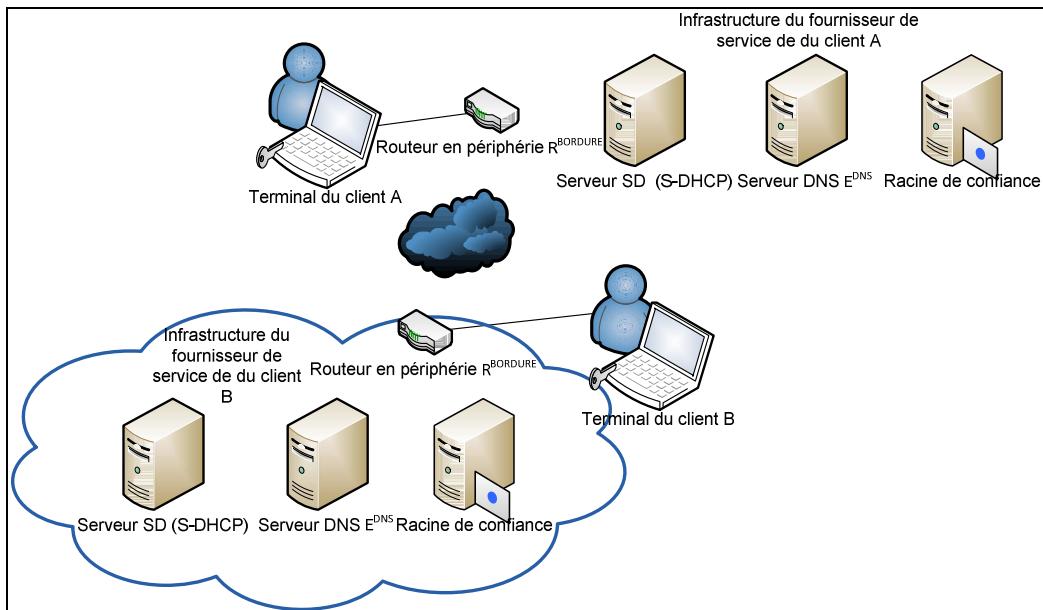 Infrastructure du fournisseur de
service de du client A
Routeur en périphérie R^BORDURE
Serveur SD (S-DHCP)
Serveur DNS E^DNS
Racine de confiance
Terminal du client A
Infrastructure du
fournisseur de
service de du client
B
Routeur en périphérie R^BORDURE
Terminal du client B
Serveur SD (S-DHCP)
Serveur DNS E^DNS
Racine de confiance